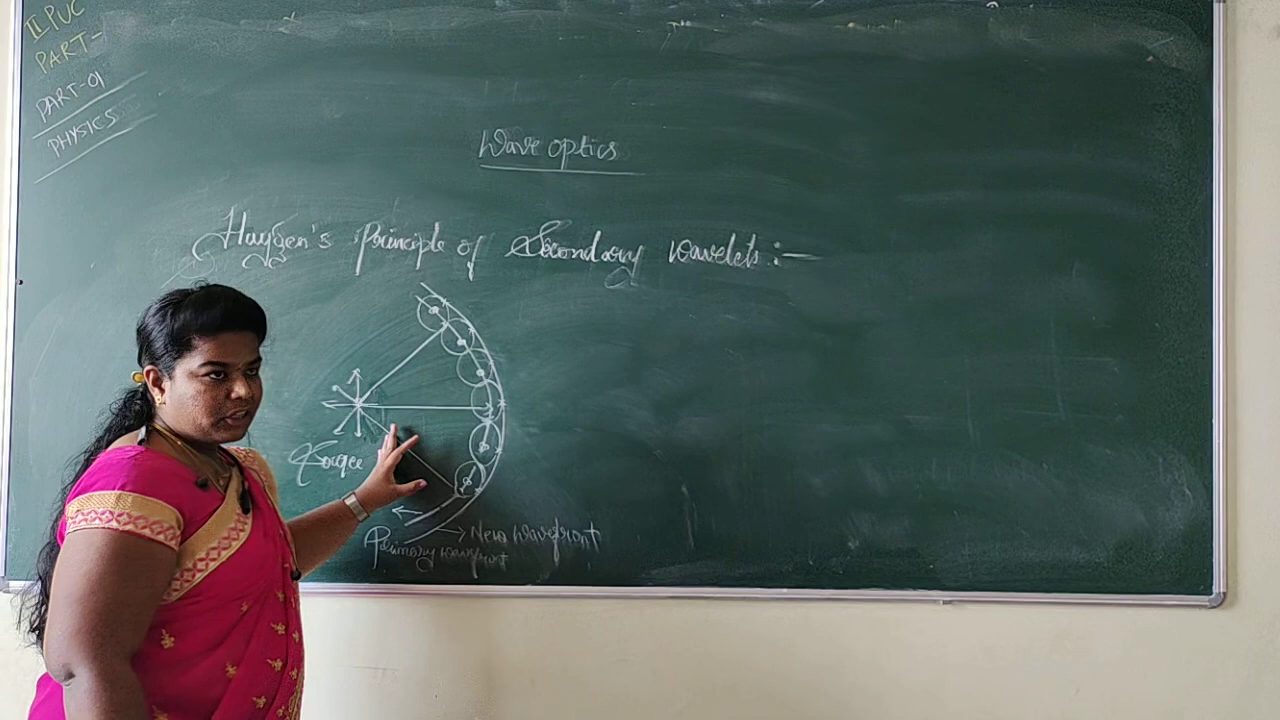 II PUC
PART-
PART-01
PHYSICS
Wave optics
Huygen's Principle of Secondary wavelets :-
Source
New Wavefront
Primary wavefront